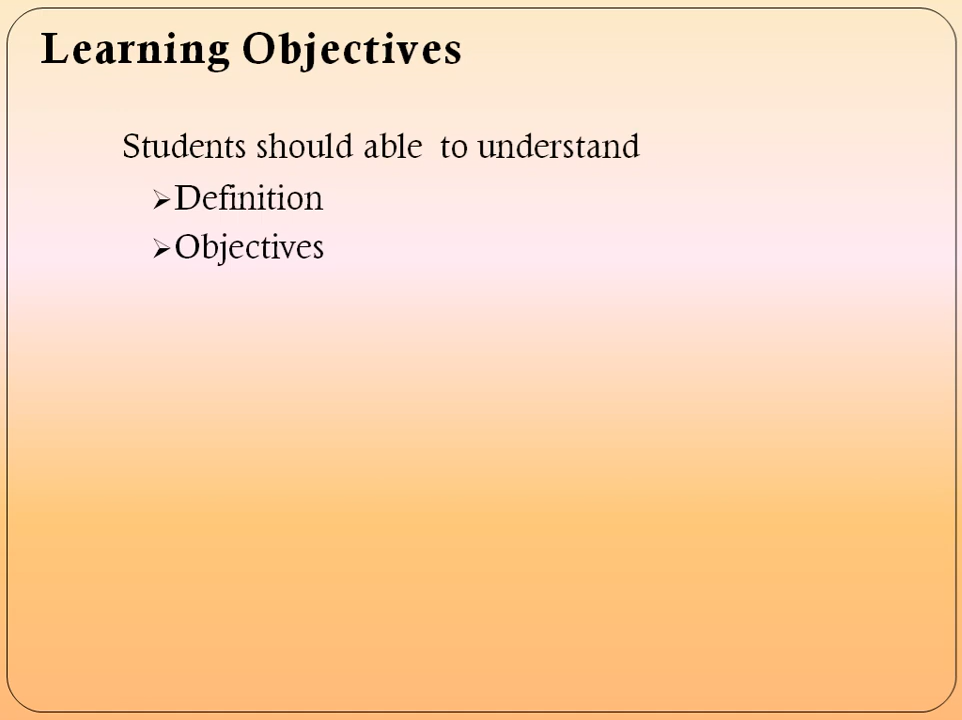 Learning Objectives
Students should able  to understand
➢Definition
➢Objectives